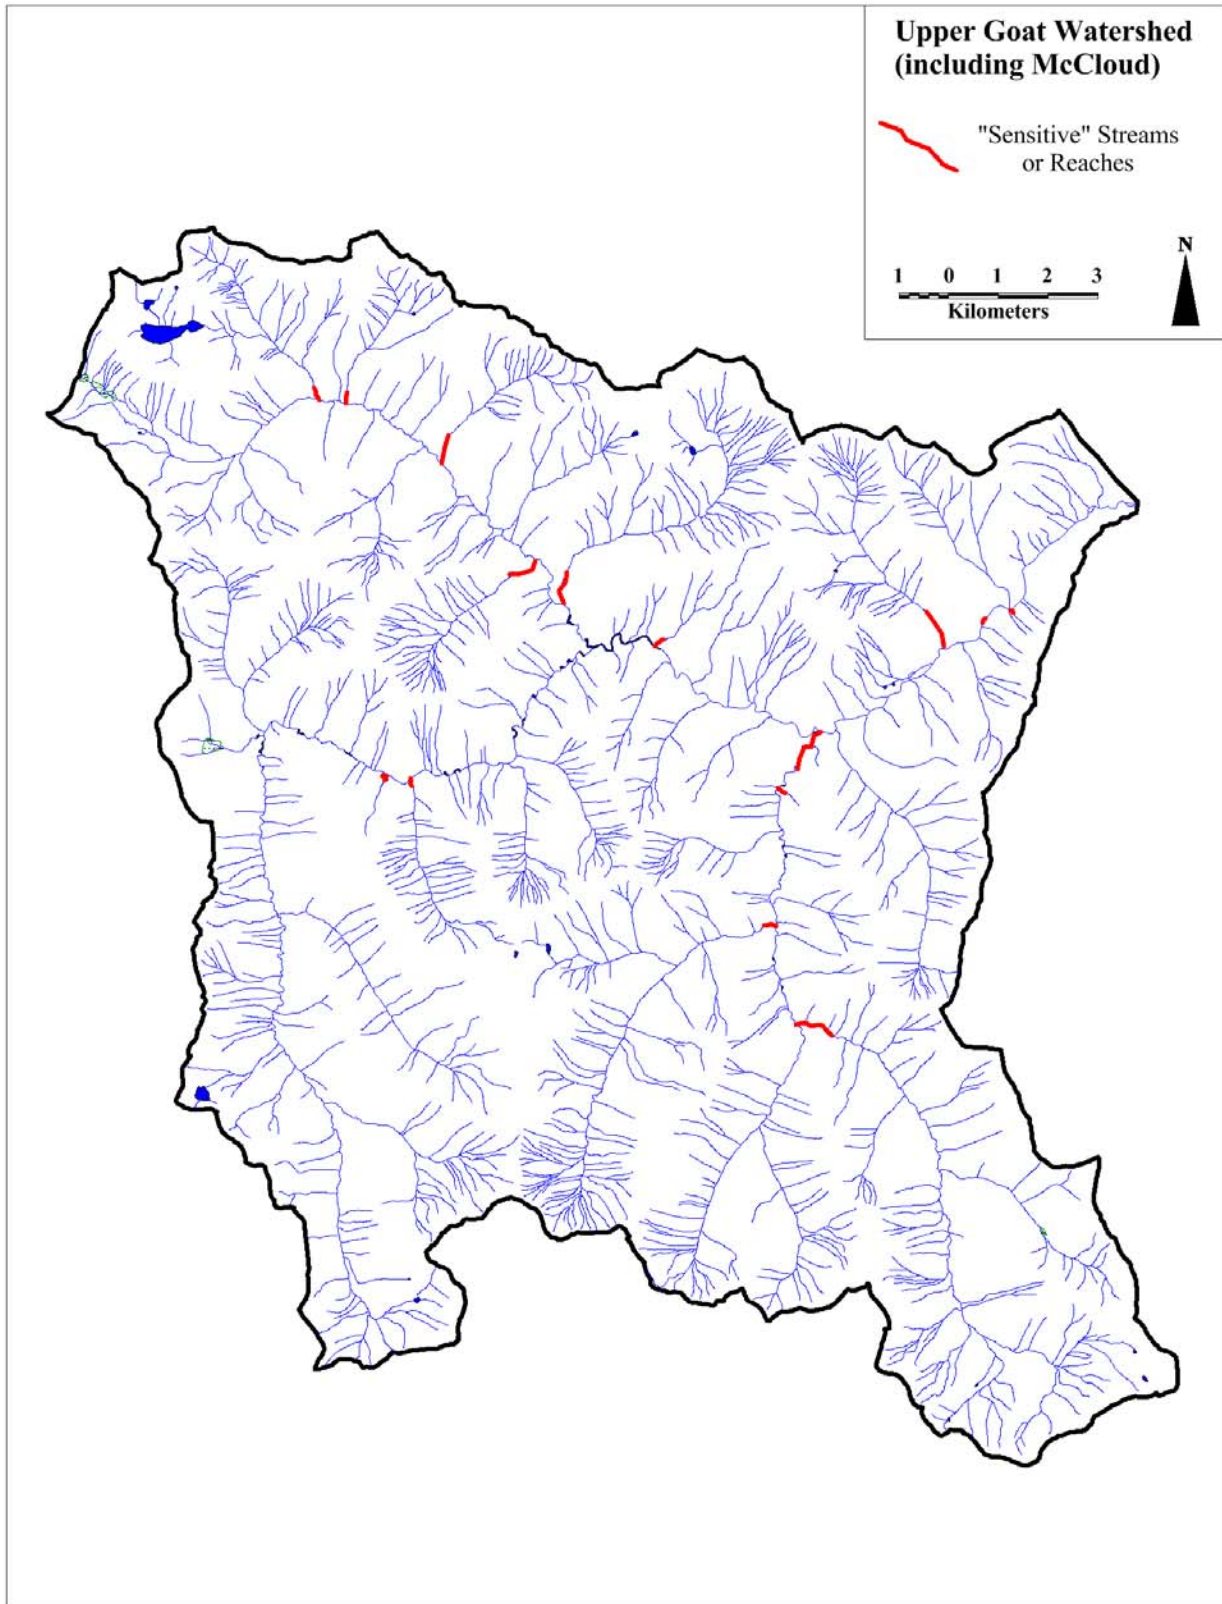 Upper Goat Watershed
(including McCloud)
"Sensitive" Streams
or Reaches
N
1 0 1 2 3
Kilometers